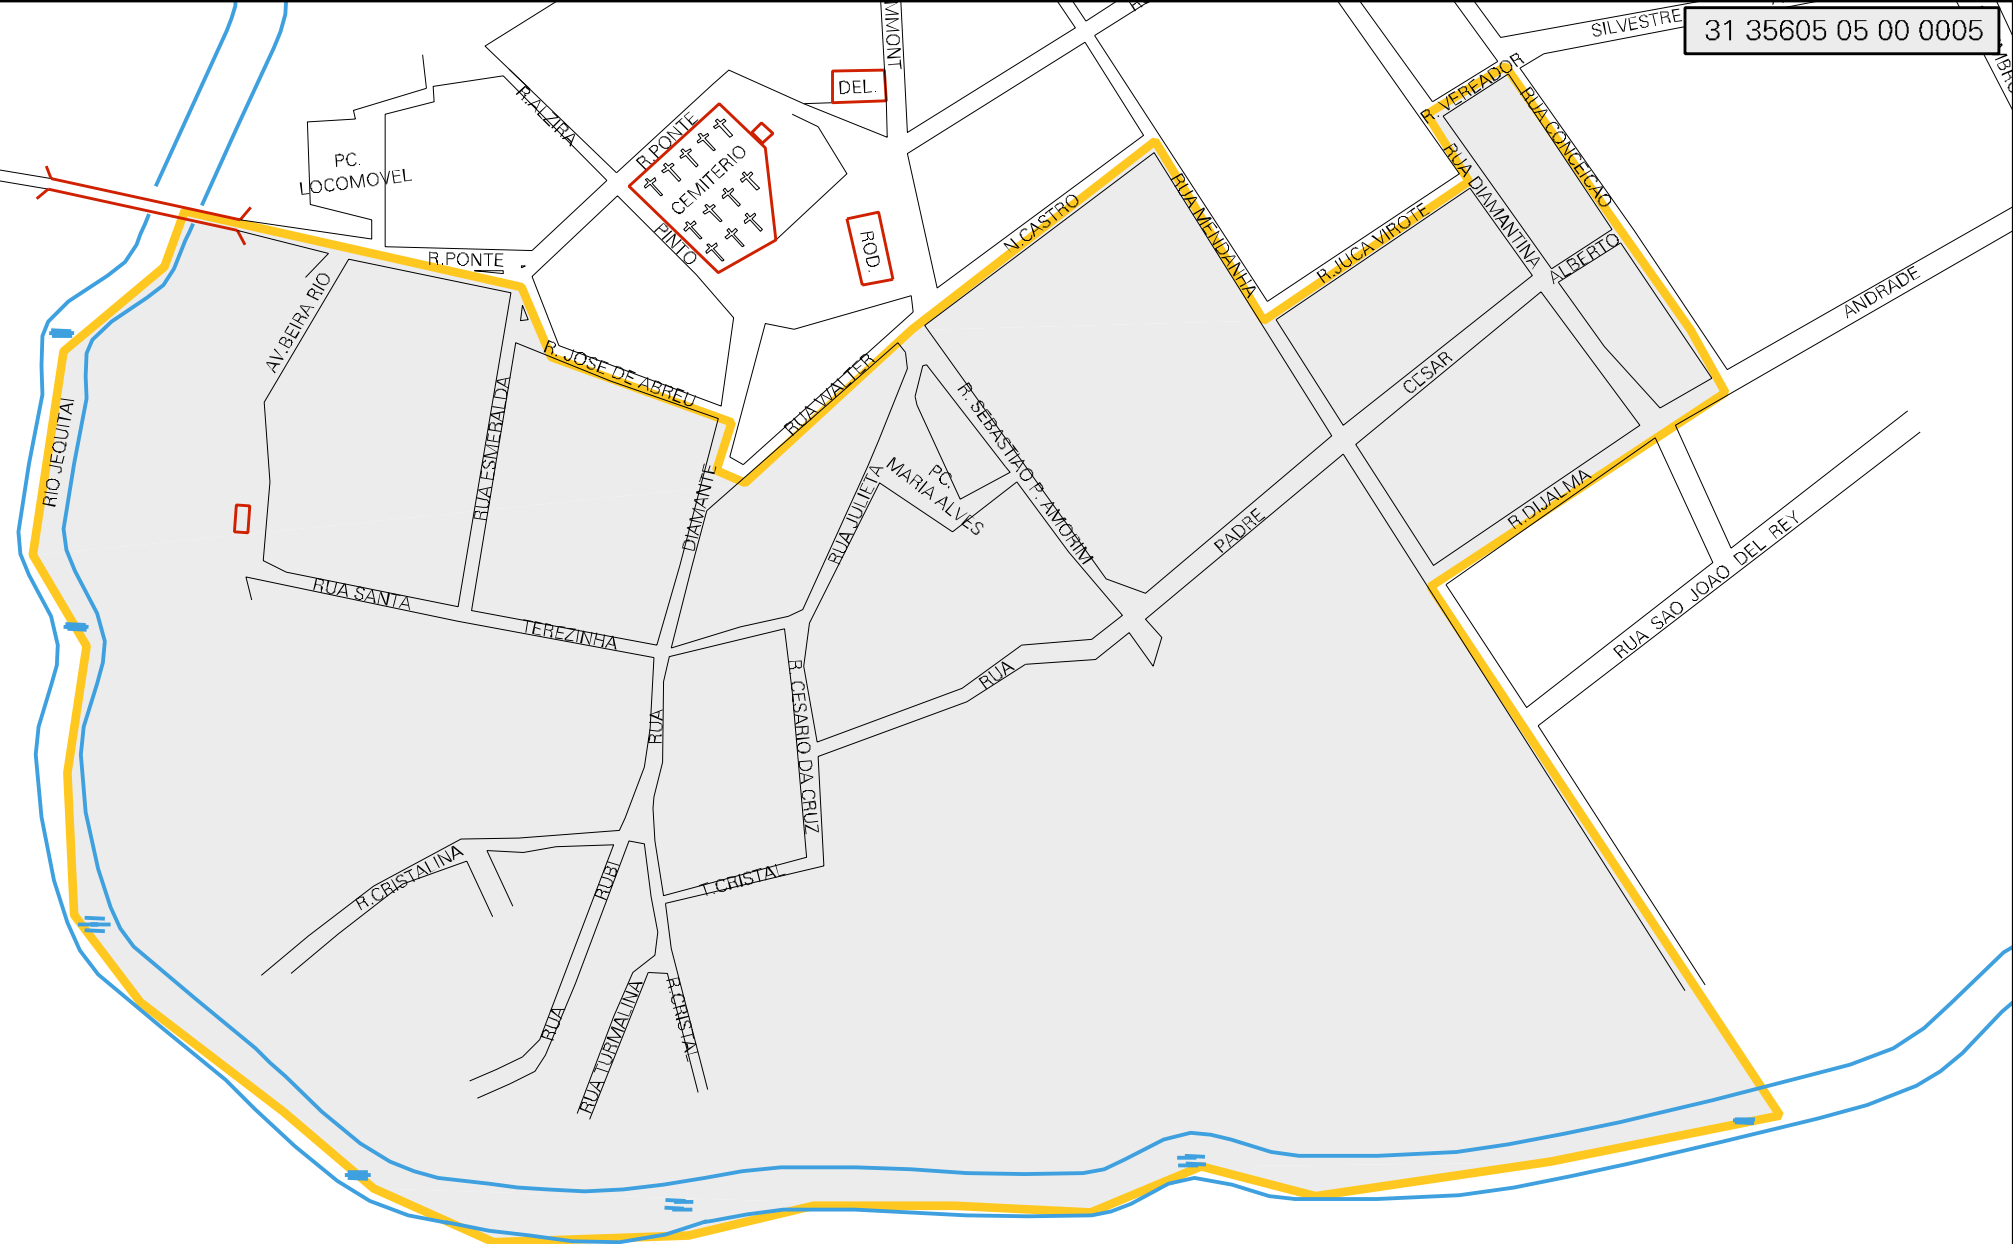 31 35605 05 00 0005
SILVESTRE
MMONT
DEL.
R. VEREADOR
R.ALZIRA
R.PONTE
RUA CONCEICAO
PC.
LOCOMOVEL
CEMITERIO
PINTO
ROD.
N.CASTRO
RUA MENDANHA
R.JUCA VIROTE
RUA DIAMANTINA
ALBERTO
ANDRADE
R.PONTE
AV.BEIRA RIO
R. JOSE DE ABREU
RUA WALTER
CESAR
RIO JEQUITAI
RUA ESMERALDA
DIAMANTE
RUA JULIETA
PC.
MARIA ALVES
R. SEBASTIAO P. AMORIM
PADRE
R.DIJALMA
RUA SAO JOAO DEL REY
RUA SANTA
TEREZINHA
RUA
RUA
R. CESARIO DA CRUZ
R.CRISTALINA
RUBI
T.CRISTAL
RUA
RUA TURMALINA
R.CRISTAL